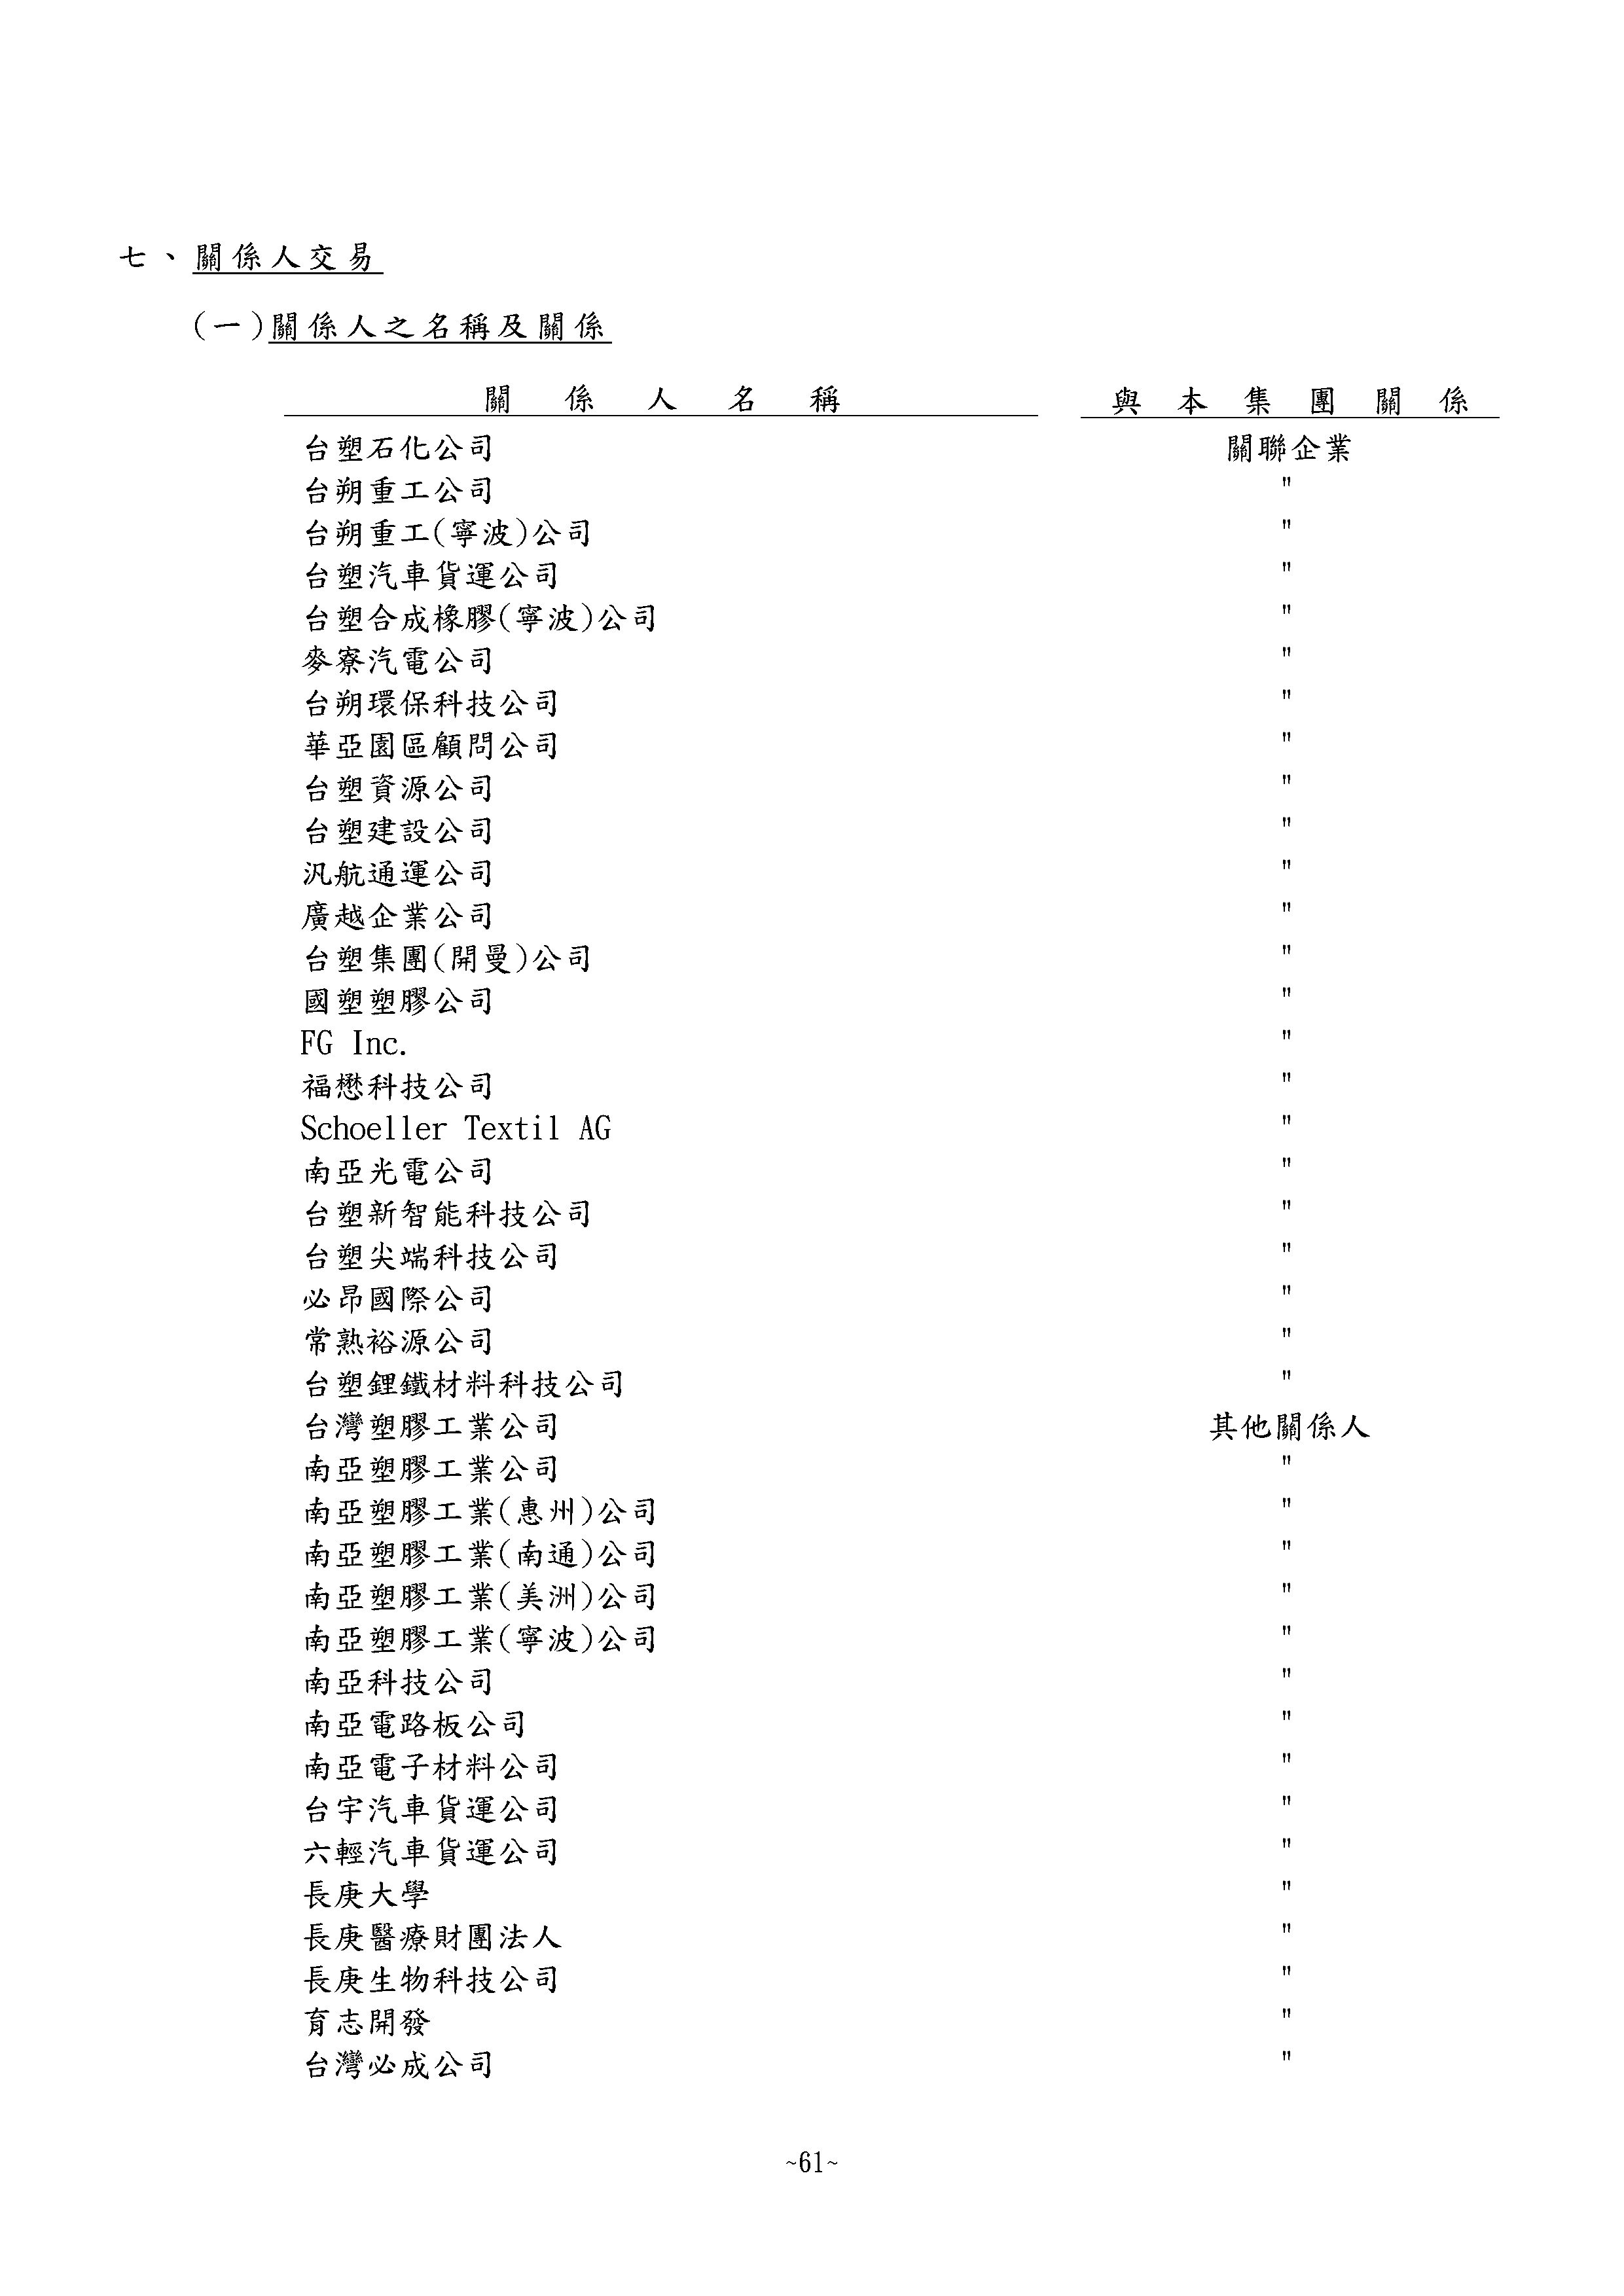 七、關係人交易
(一)關係人之名稱及關係
關係人名稱 與本集團關係
台塑石化公司 關聯企業
台朔重工公司 "
台朔重工(寧波)公司 "
台塑汽車貨運公司 "
台塑合成橡膠(寧波)公司 "
麥寮汽電公司 "
台朔環保科技公司 "
華亞園區顧問公司 "
台塑資源公司 "
台塑建設公司 "
汎航通運公司 "
廣越企業公司 "
台塑集團(開曼)公司 "
國塑塑膠公司 "
FG Inc. "
福懋科技公司 "
Schoeller Textil AG "
南亞光電公司 "
台塑新智能科技公司 "
台塑尖端科技公司 "
必昂國際公司 "
常熟裕源公司 "
台塑鋰鐵材料科技公司 "
台灣塑膠工業公司 其他關係人
南亞塑膠工業公司 "
南亞塑膠工業(惠州)公司 "
南亞塑膠工業(南通)公司 "
南亞塑膠工業(美洲)公司 "
南亞塑膠工業(寧波)公司 "
南亞科技公司 "
南亞電路板公司 "
南亞電子材料公司 "
台宇汽車貨運公司 "
六輕汽車貨運公司 "
長庚大學 "
長庚醫療財團法人 "
長庚生物科技公司 "
育志開發 "
台灣必成公司 "
~61~